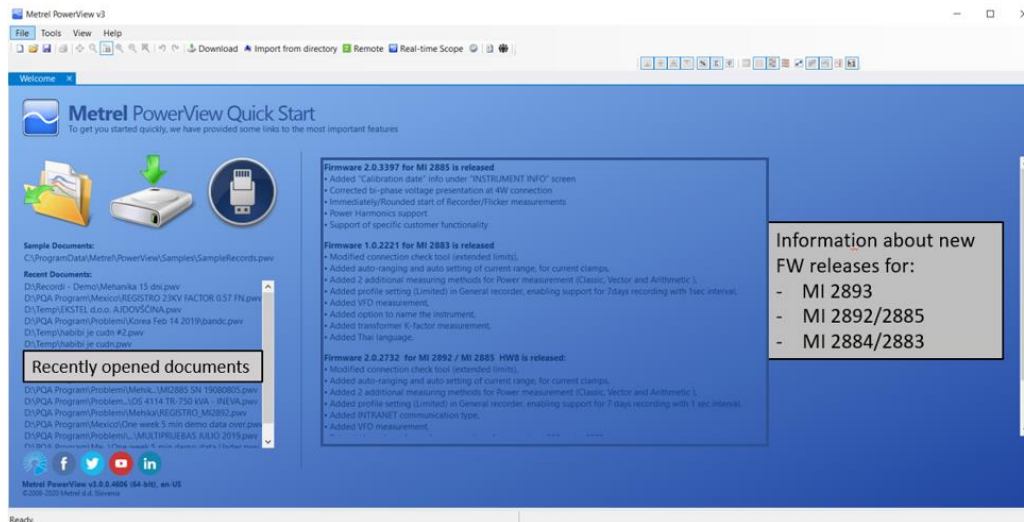 Metrel PowerView v3
File Tools View Help
Download Import from directory Remote Real-time Scope
Welcome
Metrel PowerView Quick Start
To get you started quickly, we have provided some links to the most important features
Sample Documents:
C:\ProgramData\Metrel\PowerView\Samples\SampleRecords.pwv
Recent Documents:
D:\Recordi - Demo\Mehanika 15 dni.pwv
D:\PQA Program\Mexico\REGISTRO 23KV FACTOR 0.57 FN.pwv
D:\Temp\EKSTEL d.o.o. AJDOVŠČINA.pwv
D:\PQA Program\Problemi\Korea Feb 14 2019\bandc.pwv
D:\Temp\habibi je cudn #2.pwv
D:\Temp\habibi je cudn.pwv
Recently opened documents
D:\PQA Program\Problemi\Mehik..\MI2885 SN 19080805.pwv
D:\PQA Program\Problem..\OS 4114 TR-750 kVA - INEVA.pwv
D:\PQA Program\Problemi\Mehika\REGISTRO_MI2892.pwv
D:\PQA Program\Mexico\One week 5 min demo data over.pwv
D:\PQA Program\Problemi\..\MULTIPRUEBAS JULIO 2019.pwv
Metrel PowerView v3.0.0.4606 (64-bit), en-US
©2008-2020 Metrel d.d. Slovenia
Firmware 2.0.3397 for MI 2885 is released
• Added "Calibration date" info under "INSTRUMENT INFO" screen
• Corrected bi-phase voltage presentation at 4W connection
• Immediately/Rounded start of Recorder/Flicker measurements
• Power Harmonics support
• Support of specific customer functionality
Firmware 1.0.2221 for MI 2883 is released
• Modified connection check tool (extended limits),
• Added auto-ranging and auto setting of current range, for current clamps,
• Added 2 additional measuring methods for Power measurement (Classic, Vector and Arithmetic ),
• Added profile setting (Limited) in General recorder, enabling support for 7days recording with 1sec interval,
• Added VFD measurement,
• Added option to name the instrument,
• Added transformer K-factor measurement,
• Added Thai language.
Firmware 2.0.2732 for MI 2892 / MI 2885 HW8 is released:
• Modified connection check tool (extended limits),
• Added auto-ranging and auto setting of current range, for current clamps,
• Added 2 additional measuring methods for Power measurement (Classic, Vector and Arithmetic ),
• Added profile setting (Limited) in General recorder, enabling support for 7 days recording with 1 sec interval,
• Added INTRANET communication type,
• Added VFD measurement,
Information about new
FW releases for:
- MI 2893
- MI 2892/2885
- MI 2884/2883
Ready